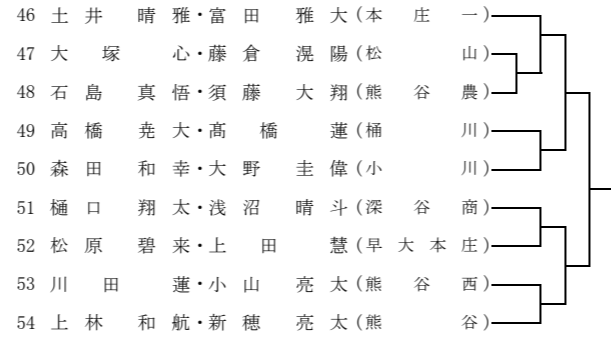 46 土井 晴雅・富田 雅大(本庄一)
47 大塚 心・藤倉 滉陽(松山)
48 石島 真悟・須藤 大翔(熊谷農)
49 高橋 尭大・髙橋 蓮(桶川)
50 森田 和幸・大野 圭偉(小川)
51 樋口 翔太・浅沼 晴斗(深谷商)
52 松原 碧来・上田 慧(早大本庄)
53 川田 蓮・小山 亮太(熊谷西)
54 上林 和航・新穂 亮太(熊谷)